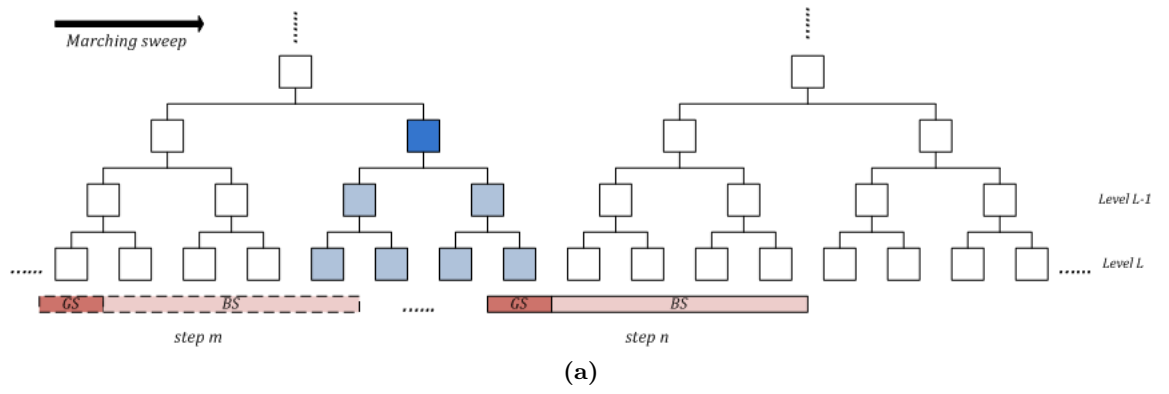 Marching sweep
Level L-1
...... Level L ......
GS BS ...... GS BS
step m step n
(a)